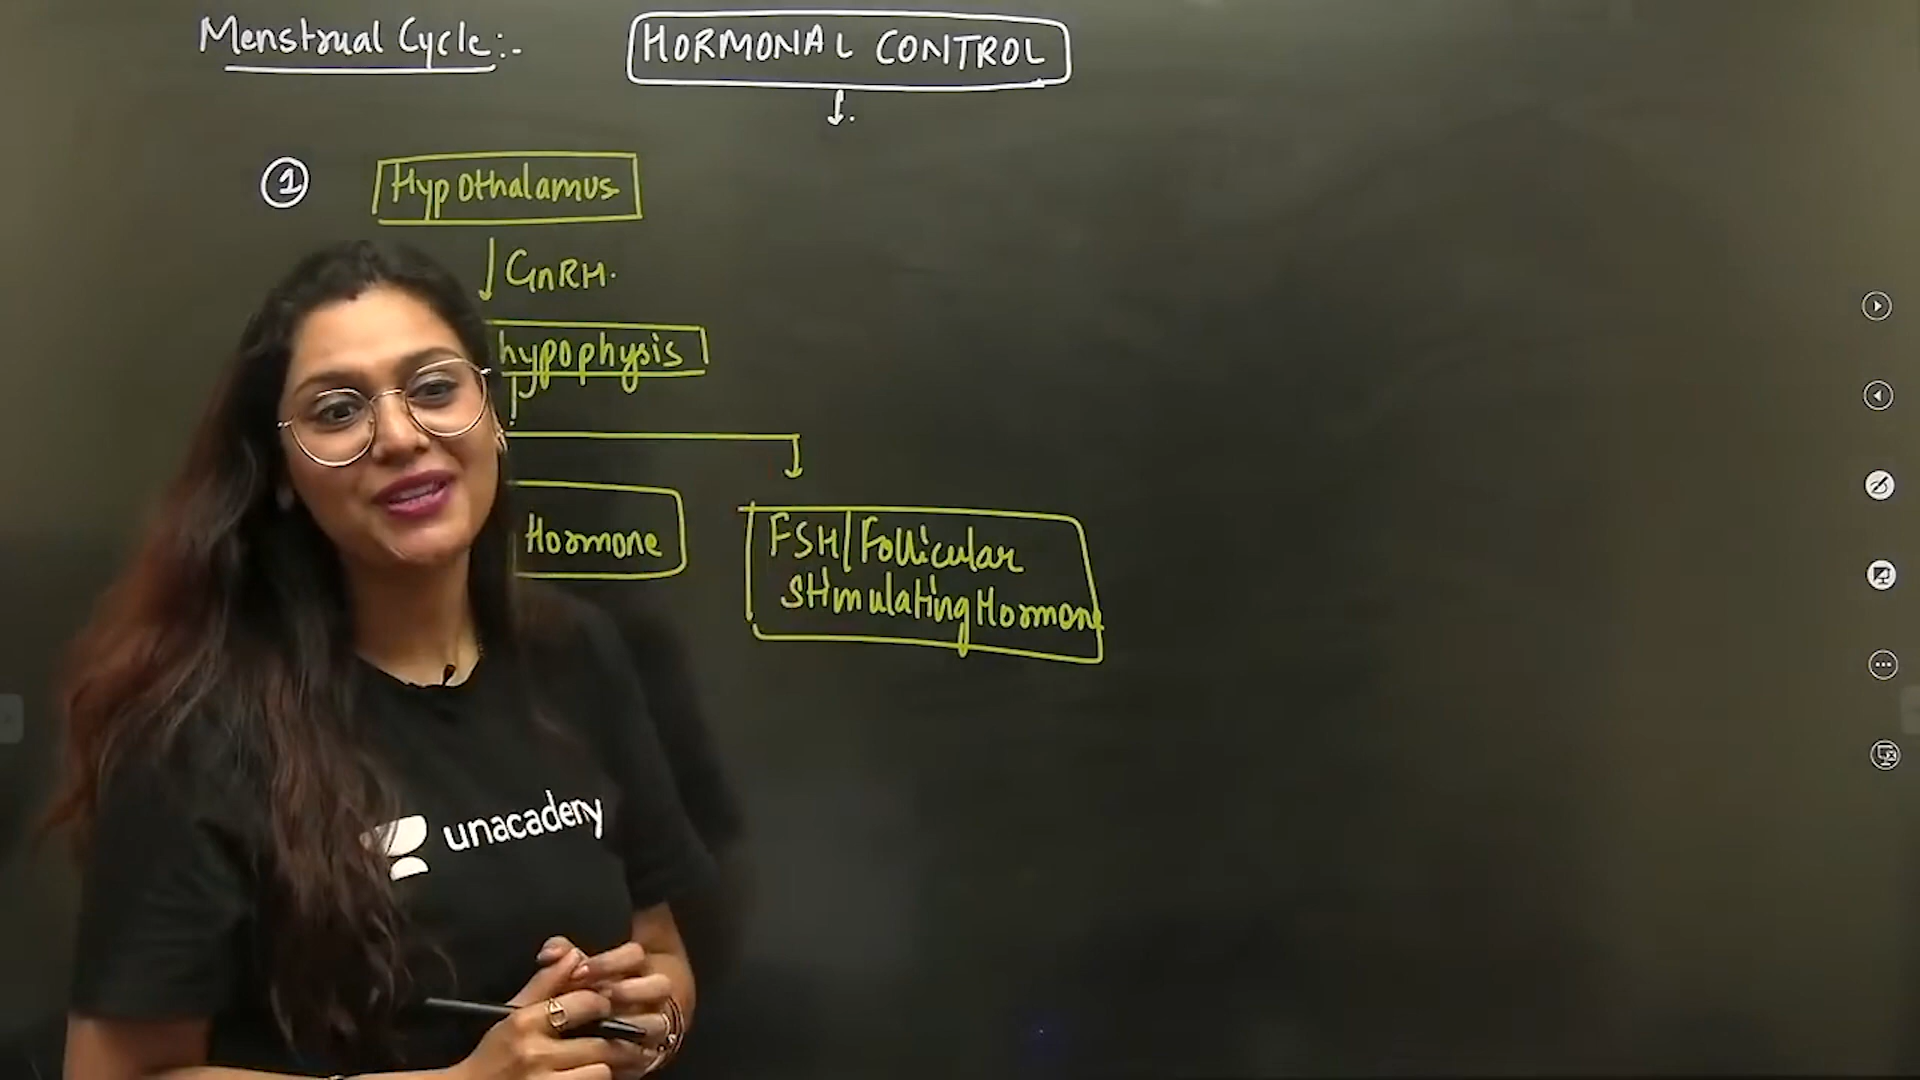 Menstrual Cycle:-
HORMONAL CONTROL
1
Hypothalamus
GnRH.
hypophysis
Hormone
FSH/Follicular
Stimulating Hormone
unacademy